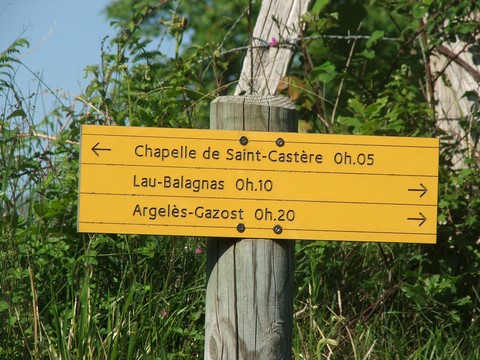 Chapelle de Saint-Castère 0h.05
Lau-Balagnas 0h.10
Argelès-Gazost 0h.20